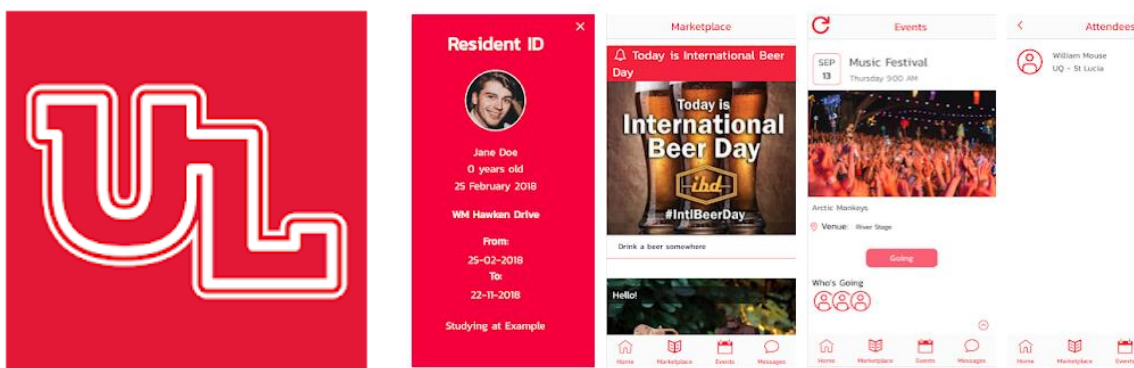 UL
Resident ID
×
Jane Doe
0 years old
25 February 2018
WM Hawken Drive
From:
25-02-2018
To:
22-11-2018
Studying at Example
Marketplace
Today is International Beer
Day
Today is
International
Beer Day
ibd
#IntlBeerDay
Drink a beer somewhere
Hello!
Home Marketplace Events Messages
Events
SEP
13
Music Festival
Thursday 9:00 AM
Arctic Monkeys
Venue: River Stage
Going
Who's Going
Home Marketplace Events Messages
Attendees
William Mouse
UQ - St Lucia
Home Marketplace Events